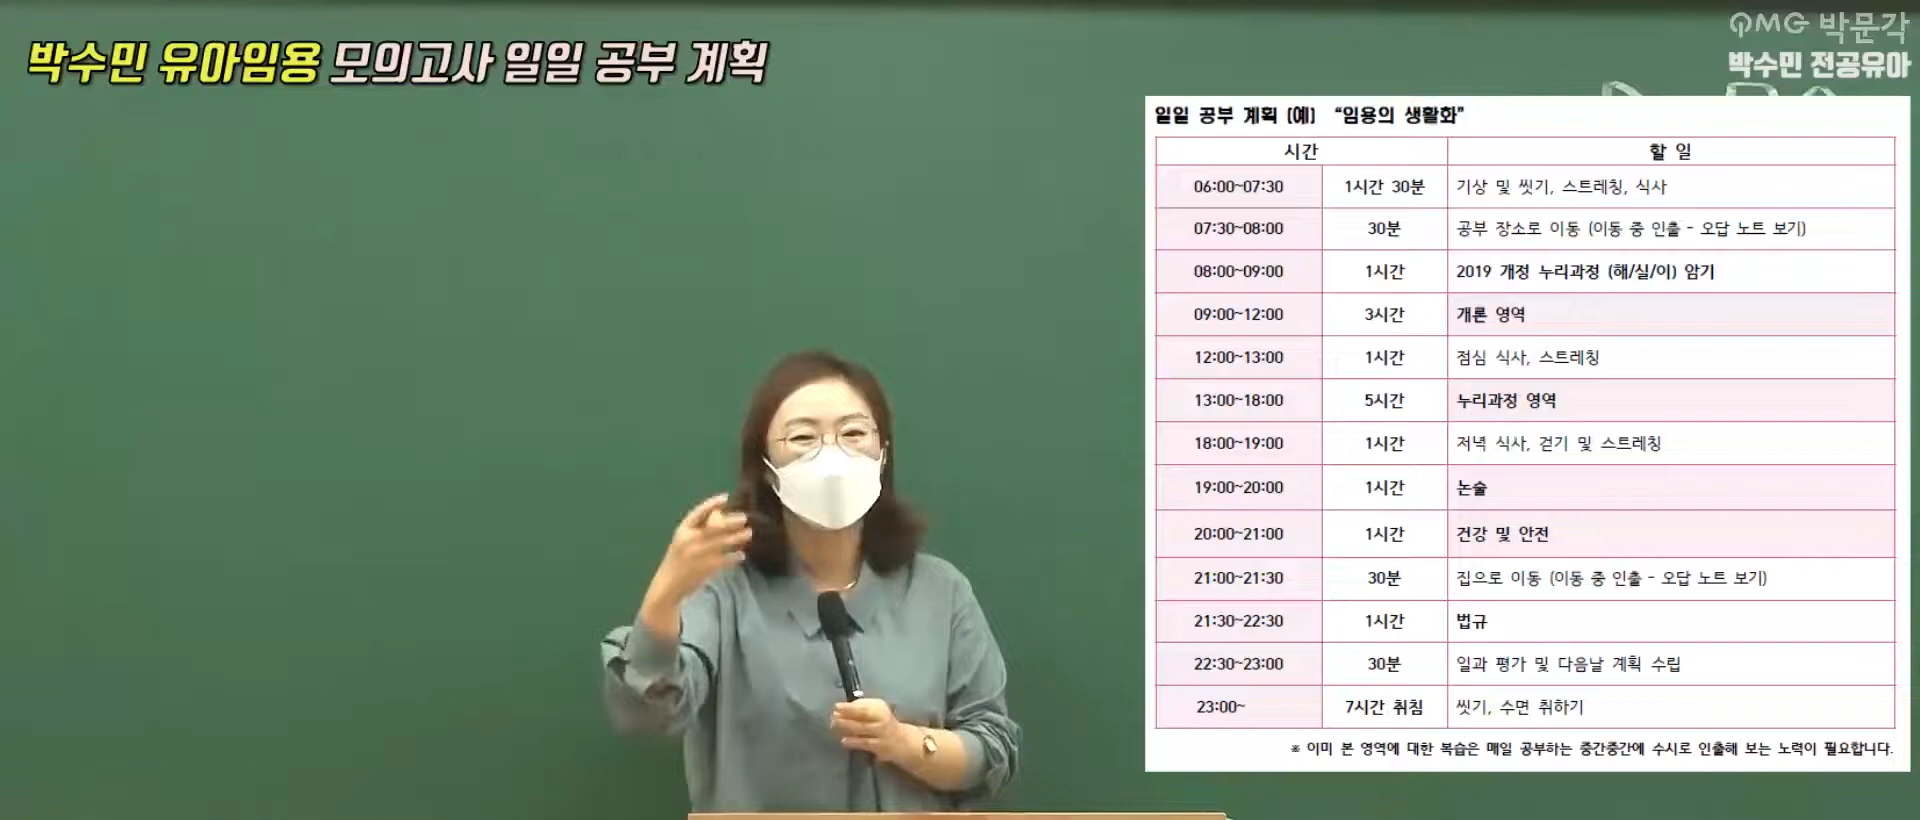 박수민 유아임용 모의고사 일일 공부 계획
PMG 박문각
박수민 전공유아
일일 공부 계획 (예) “임용의 생활화”
시간 할 일
06:00~07:30 1시간 30분 기상 및 씻기, 스트레칭, 식사
07:30~08:00 30분 공부 장소로 이동 (이동 중 인출 - 오답 노트 보기)
08:00~09:00 1시간 2019 개정 누리과정 (해/실/이) 암기
09:00~12:00 3시간 개론 영역
12:00~13:00 1시간 점심 식사, 스트레칭
13:00~18:00 5시간 누리과정 영역
18:00~19:00 1시간 저녁 식사, 걷기 및 스트레칭
19:00~20:00 1시간 논술
20:00~21:00 1시간 건강 및 안전
21:00~21:30 30분 집으로 이동 (이동 중 인출 - 오답 노트 보기)
21:30~22:30 1시간 법규
22:30~23:00 30분 일과 평가 및 다음날 계획 수립
23:00~ 7시간 취침 씻기, 수면 취하기
※ 이미 본 영역에 대한 복습은 매일 공부하는 중간중간에 수시로 인출해 보는 노력이 필요합니다.